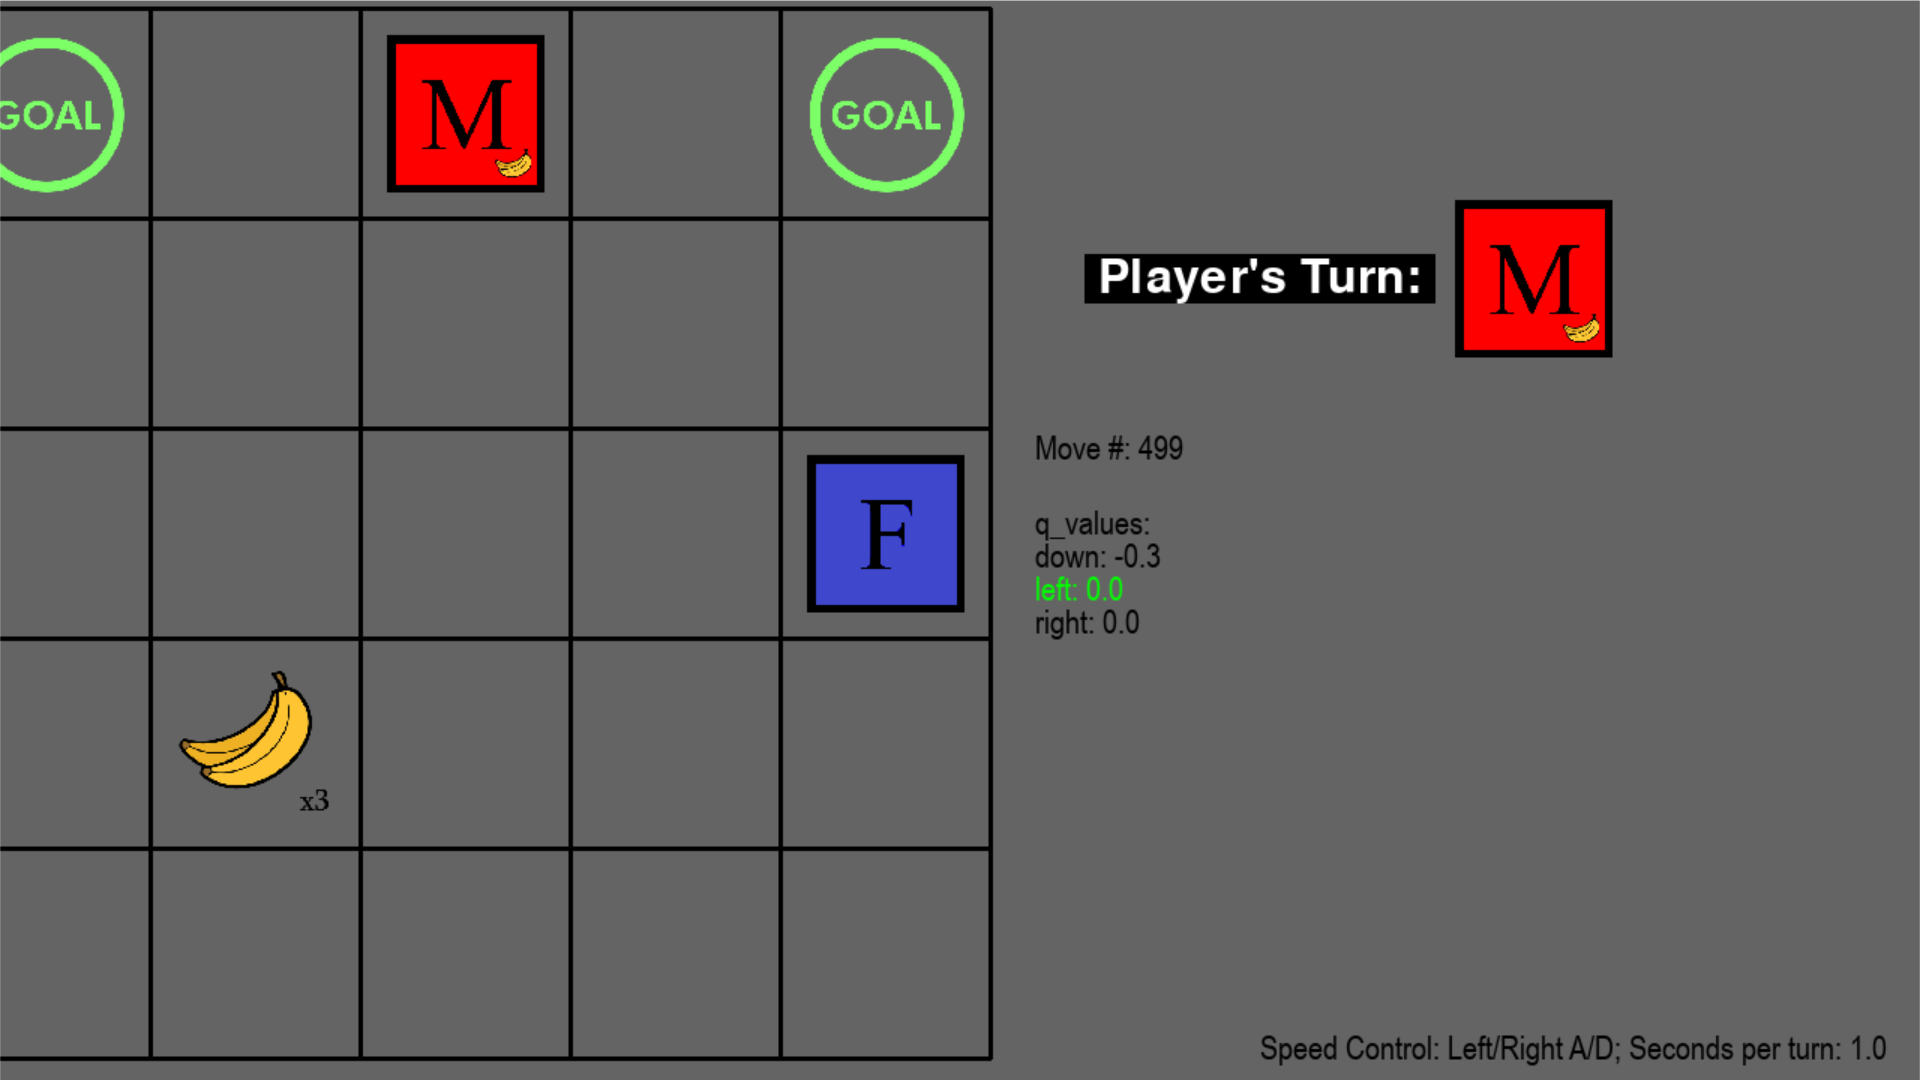 GOAL
M
GOAL
Player's Turn:
M
F
Move #: 499
q_values:
down: -0.3
left: 0.0
right: 0.0
x3
Speed Control: Left/Right A/D; Seconds per turn: 1.0